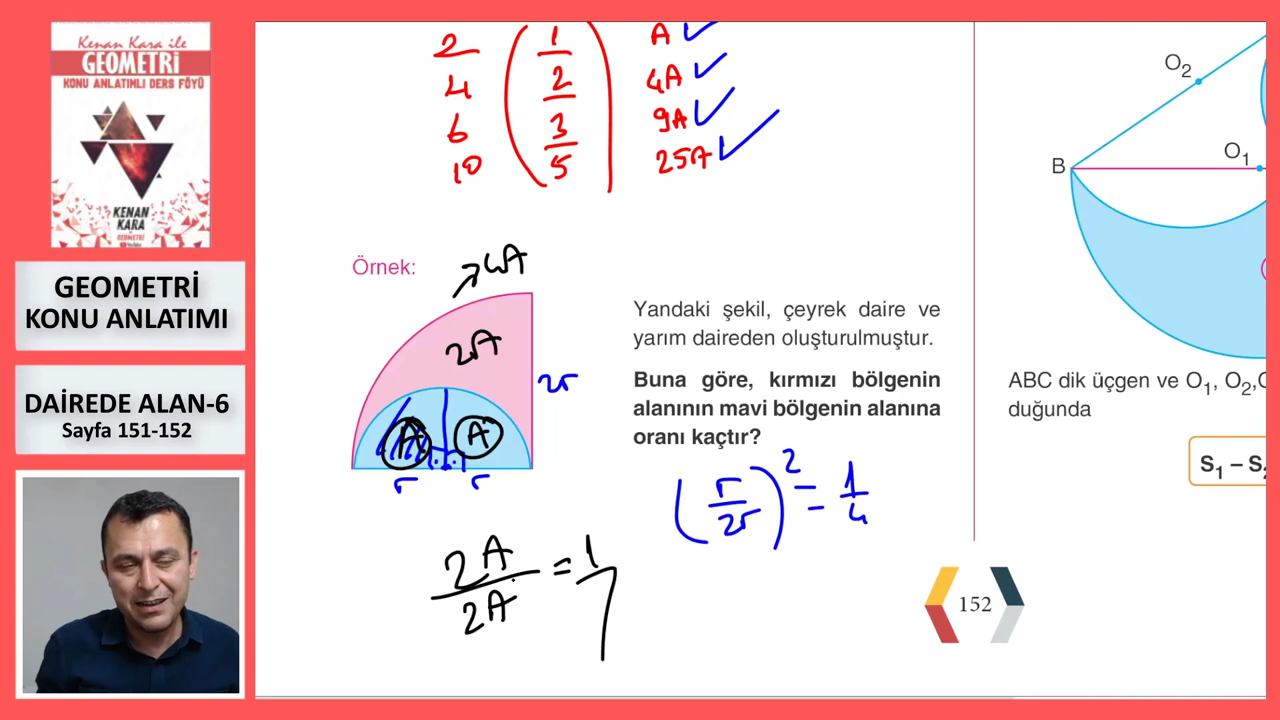 Kenan Kara ile
GEOMETRİ
KONU ANLATIMLI DERS FÖYÜ
KENAN
KARA
GEOMETRİ
GEOMETRİ
KONU ANLATIMI
DAİREDE ALAN-6
Sayfa 151-152
2 1 A
4 2 4A
6 3 9A
10 5 25A
Örnek:
4A
2A
2r
A A
r r
Yandaki şekil, çeyrek daire ve
yarım daireden oluşturulmuştur.
Buna göre, kırmızı bölgenin
alanının mavi bölgenin alanına
oranı kaçtır?
(r/2r)² = 1/4
2A/2A = 1
O₂
B
O₁
ABC dik üçgen ve O₁, O₂,
duğunda
S₁ – S₂
152